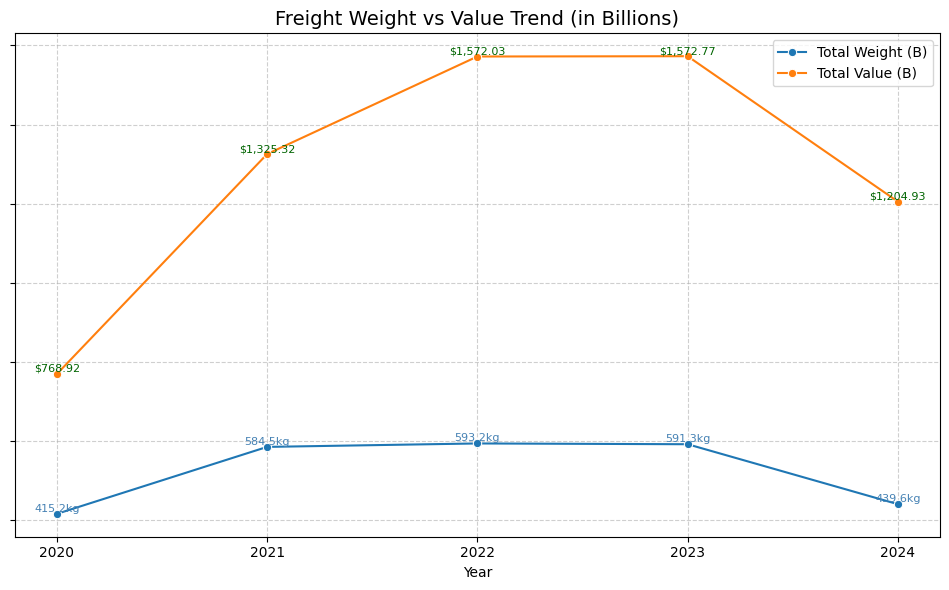 Freight Weight vs Value Trend (in Billions)
Total Weight (B)
Total Value (B)
$768.92
$1,325.32
$1,572.03
$1,572.77
$1,204.93
415.2kg
584.5kg
593.2kg
591.3kg
439.6kg
2020
2021
2022
2023
2024
Year